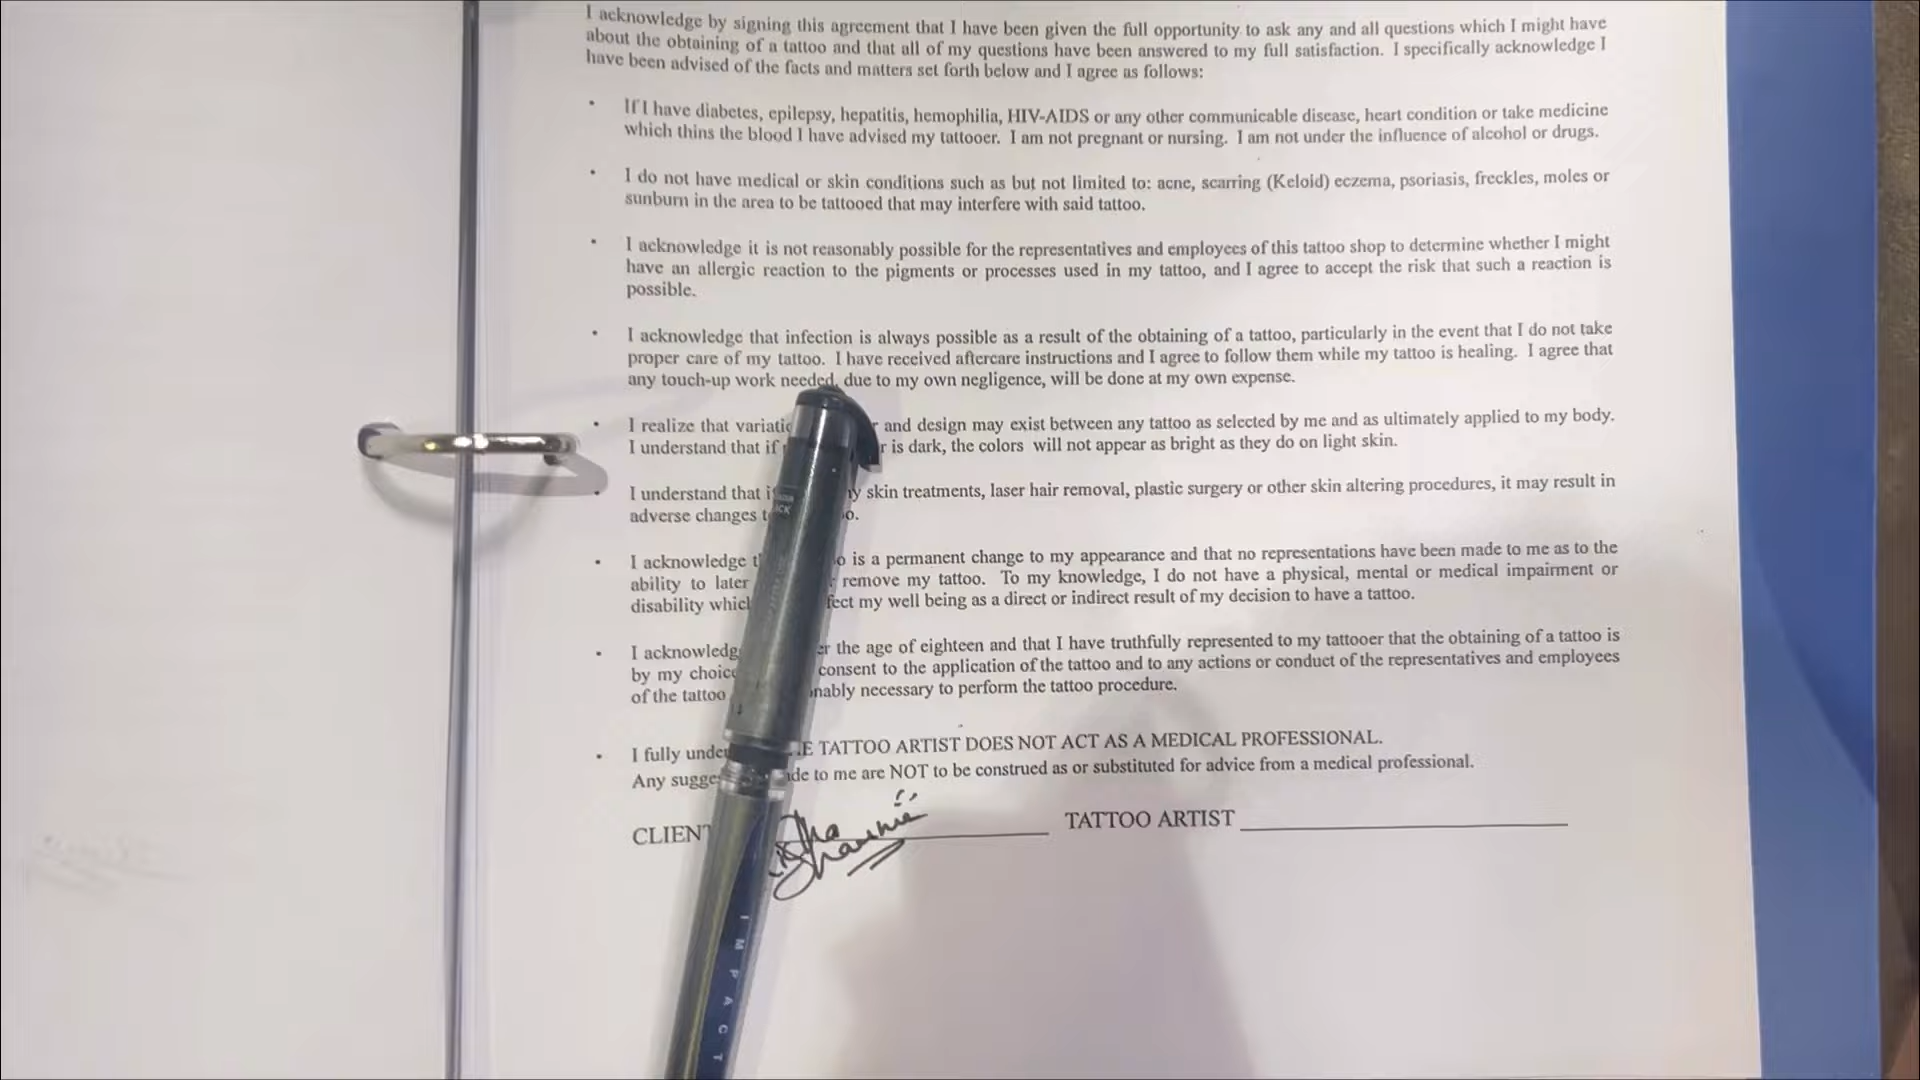 I acknowledge by signing this agreement that I have been given the full opportunity to ask any and all questions which I might have
about the obtaining of a tattoo and that all of my questions have been answered to my full satisfaction. I specifically acknowledge I
have been advised of the facts and matters set forth below and I agree as follows:
• If I have diabetes, epilepsy, hepatitis, hemophilia, HIV-AIDS or any other communicable disease, heart condition or take medicine
which thins the blood I have advised my tattooer. I am not pregnant or nursing. I am not under the influence of alcohol or drugs.
• I do not have medical or skin conditions such as but not limited to: acne, scarring (Keloid) eczema, psoriasis, freckles, moles or
sunburn in the area to be tattooed that may interfere with said tattoo.
• I acknowledge it is not reasonably possible for the representatives and employees of this tattoo shop to determine whether I might
have an allergic reaction to the pigments or processes used in my tattoo, and I agree to accept the risk that such a reaction is
possible.
• I acknowledge that infection is always possible as a result of the obtaining of a tattoo, particularly in the event that I do not take
proper care of my tattoo. I have received aftercare instructions and I agree to follow them while my tattoo is healing. I agree that
any touch-up work needed, due to my own negligence, will be done at my own expense.
• I realize that and design may exist between any tattoo as selected by me and as ultimately applied to my body.
I understand that if is dark, the colors will not appear as bright as they do on light skin.
• I understand that skin treatments, laser hair removal, plastic surgery or other skin altering procedures, it may result in
adverse changes
• I acknowledge is a permanent change to my appearance and that no representations have been made to me as to the
ability to later remove my tattoo. To my knowledge, I do not have a physical, mental or medical impairment or
disability my well being as a direct or indirect result of my decision to have a tattoo.
• I the age of eighteen and that I have truthfully represented to my tattooer that the obtaining of a tattoo is
by my consent to the application of the tattoo and to any actions or conduct of the representatives and employees
of the tattoo necessary to perform the tattoo procedure.
• I fully TATTOO ARTIST DOES NOT ACT AS A MEDICAL PROFESSIONAL.
Any to me are NOT to be construed as or substituted for advice from a medical professional.
CLIENT TATTOO ARTIST
IMPACT